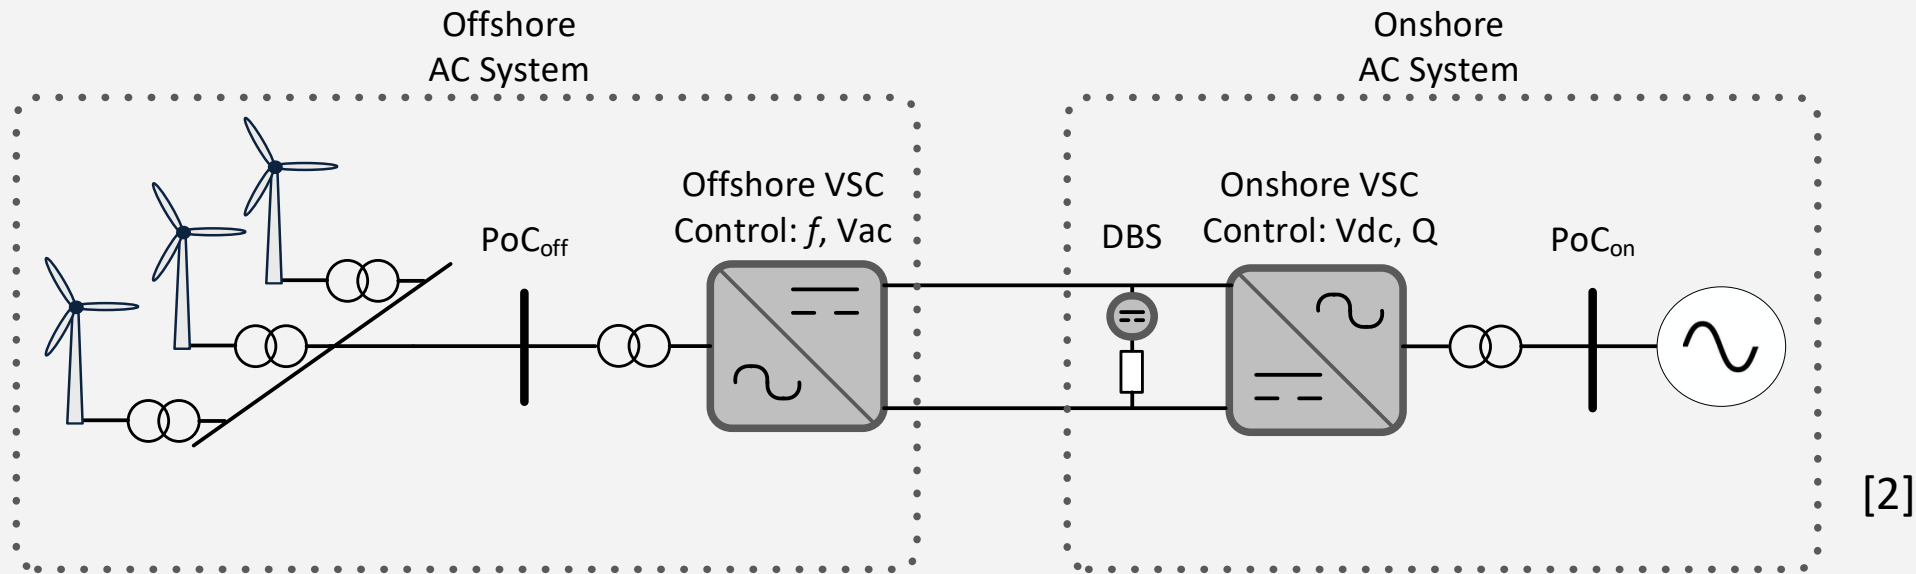 Offshore
AC System
Onshore
AC System
Offshore VSC
Control: f, Vac
Onshore VSC
Control: Vdc, Q
PoCoff
DBS
PoCon
[2]